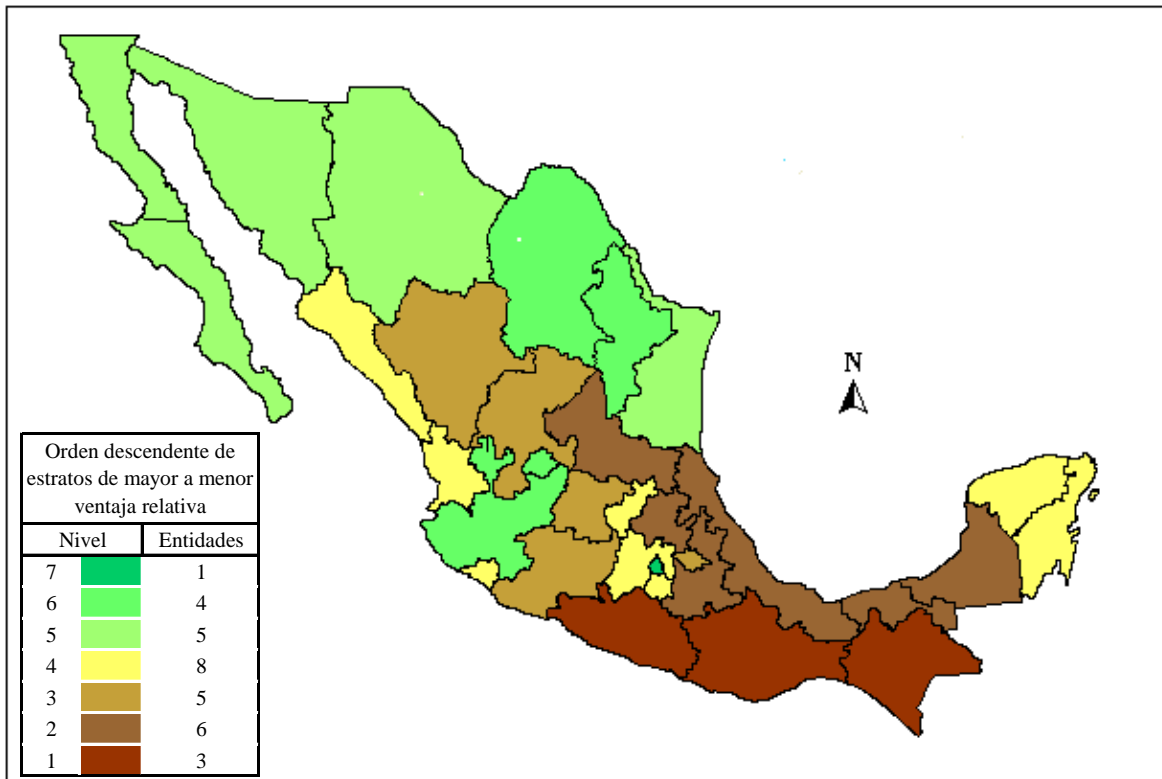 N
Orden descendente de
estratos de mayor a menor
ventaja relativa
Nivel Entidades
7 1
6 4
5 5
4 8
3 5
2 6
1 3